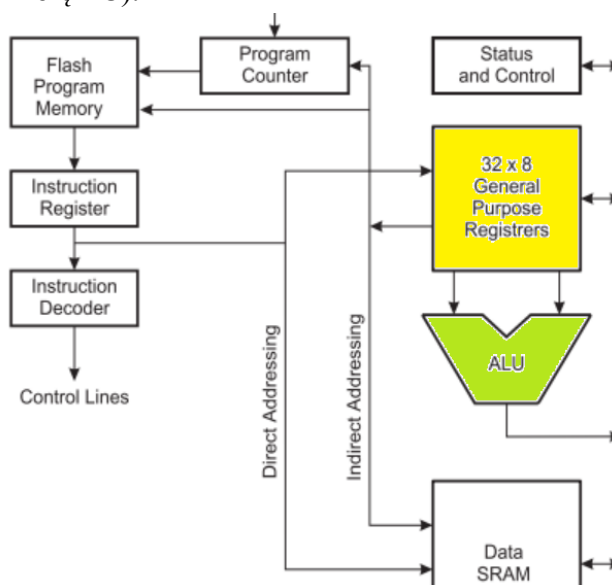 Flash
Program
Memory
Program
Counter
Status
and Control
Instruction
Register
32 x 8
General
Purpose
Registrers
Instruction
Decoder
ALU
Control Lines
Direct Addressing
Indirect Addressing
Data
SRAM